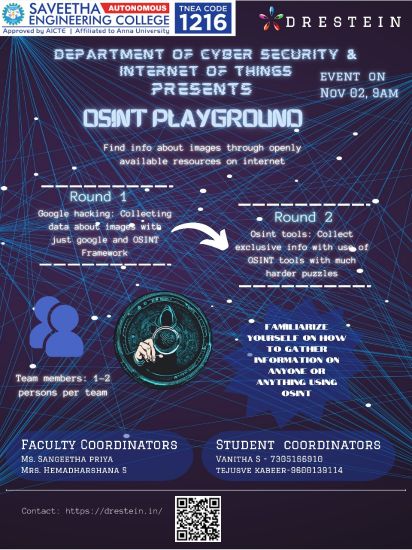 SAVEETHA AUTONOMOUS
ENGINEERING COLLEGE
Approved by AICTE | Affiliated to Anna University
TNEA CODE
1216
DRESTEIN
DEPARTMENT OF CYBER SECURITY &
INTERNET OF THINGS
PRESENTS
EVENT ON
NOV 02, 9AM
OSINT PLAYGROUND
Find info about images through openly
available resources on internet
Round 1
Google hacking: Collecting
data about images with
just google and OSINT
Framework
Round 2
Osint tools: Collect
exclusive info with use of
OSINT tools with much
harder puzzles
Team members: 1-2
persons per team
FAMILIARIZE
YOURSELF ON HOW
TO GATHER
INFORMATION ON
ANYONE OR
ANYTHING USING
OSINT
FACULTY COORDINATORS
MS. SANGEETHA PRIYA
MRS. HEMADHARSHANA S
STUDENT COORDINATORS
VANITHA S - 7305166910
TEJUSVE KABEER-9600139114
Contact: https://drestein.in/